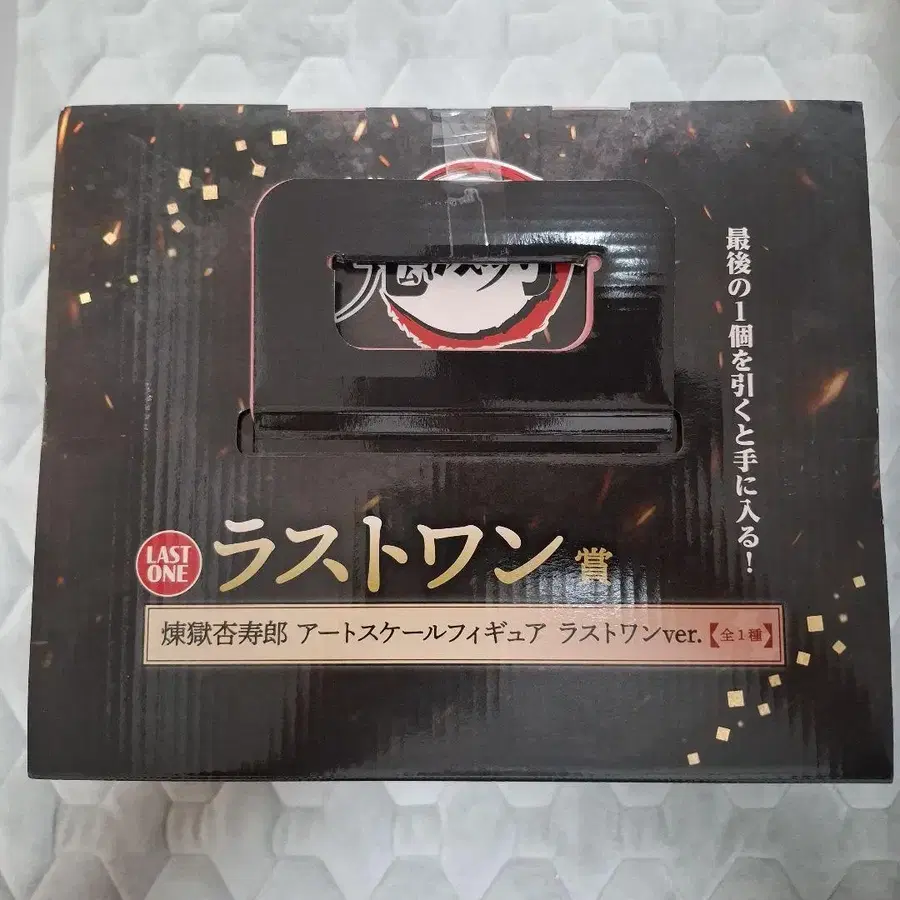 最後の1個を引くと手に入る!
LAST
ONE
ラストワン賞
煉獄杏寿郎 アートスケールフィギュア ラストワンver.【全1種】